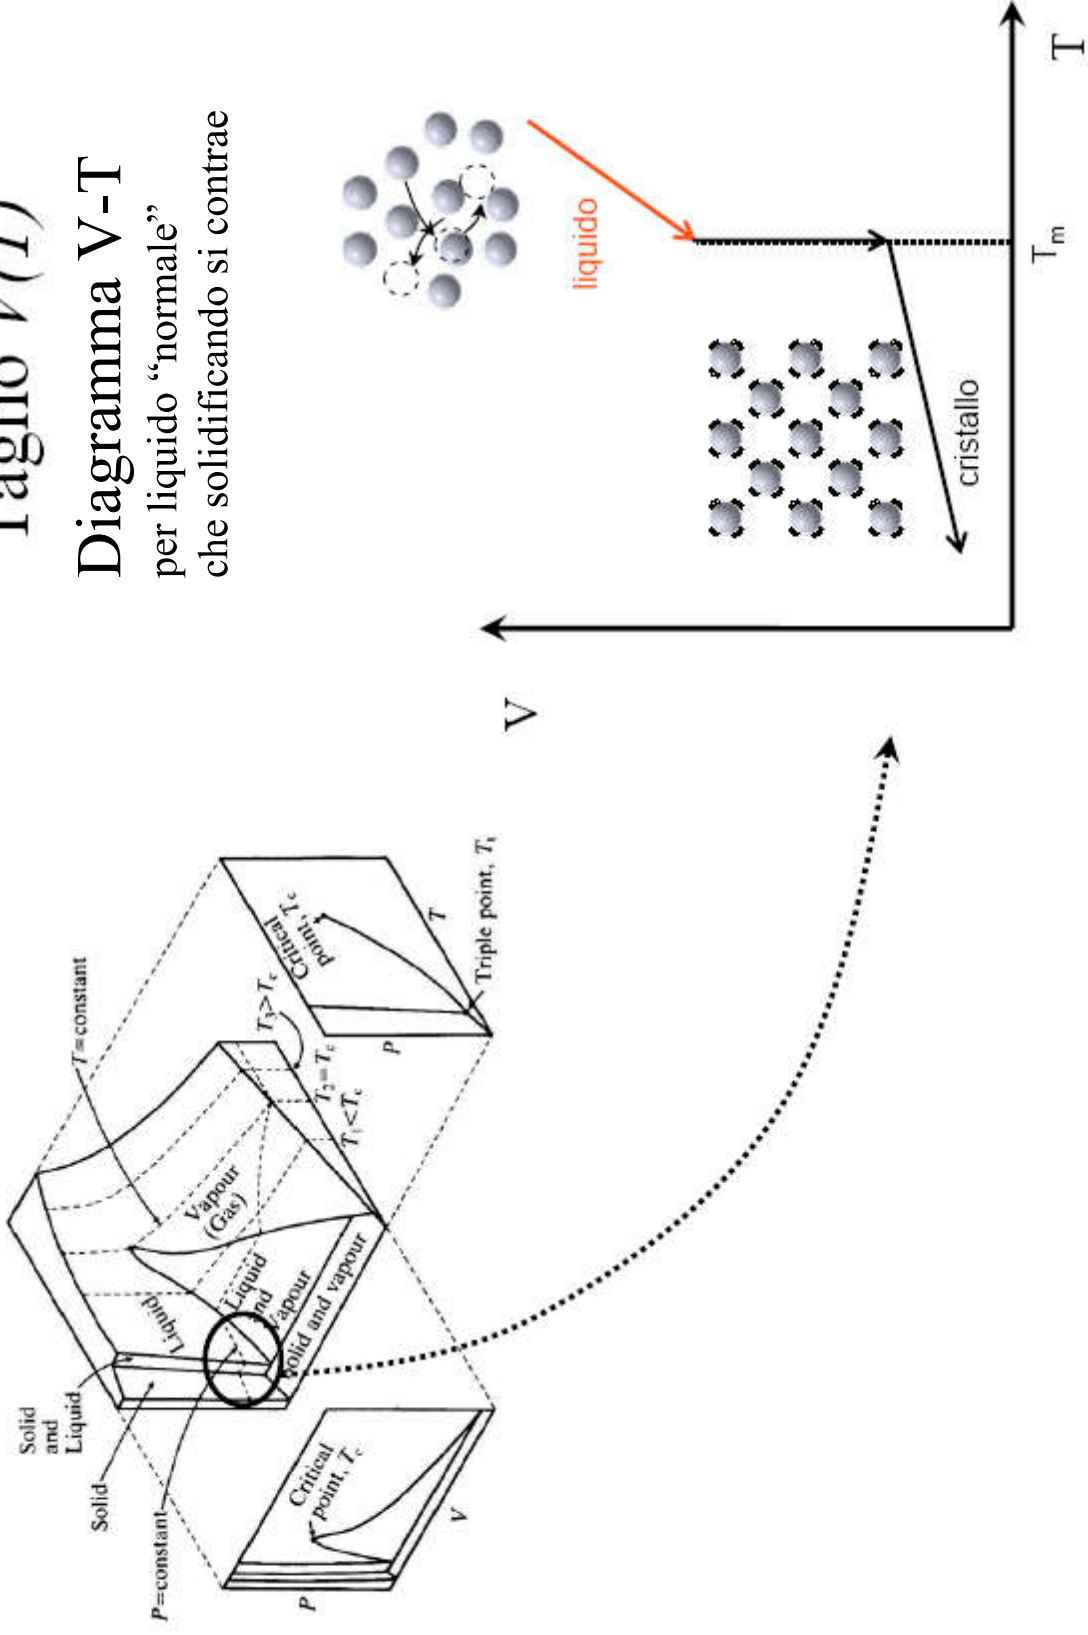 Taglio V(T)
Diagramma V-T
per liquido “normale”
che solidificando si contrae
Solid
and
Liquid
Solid
P=constant
T=constant
Liquid
Vapour
(Gas)
Liquid
and
Vapour
Solid and vapour
T₁<Tc
T₂=Tc
T₃>Tc
P
Critical
point, Tc
V
P
Critical
point, Tc
T
Triple point, Tt
V
liquido
cristallo
Tm
T